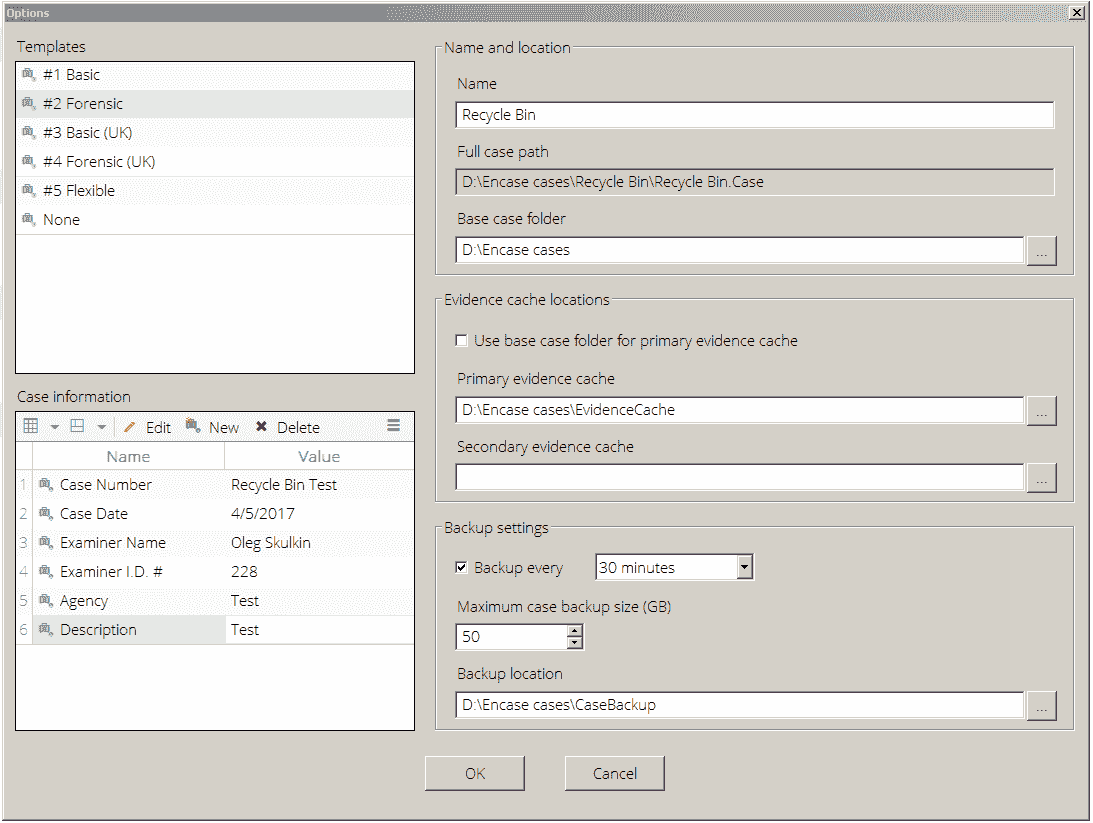 Options
Templates
#1 Basic
#2 Forensic
#3 Basic (UK)
#4 Forensic (UK)
#5 Flexible
None
Case information
Edit New Delete
Name Value
1 Case Number Recycle Bin Test
2 Case Date 4/5/2017
3 Examiner Name Oleg Skulkin
4 Examiner I.D. # 228
5 Agency Test
6 Description Test
Name and location
Name
Recycle Bin
Full case path
D:\Encase cases\Recycle Bin\Recycle Bin.Case
Base case folder
D:\Encase cases
...
Evidence cache locations
Use base case folder for primary evidence cache
Primary evidence cache
D:\Encase cases\EvidenceCache
...
Secondary evidence cache
...
Backup settings
Backup every 30 minutes
Maximum case backup size (GB)
50
Backup location
D:\Encase cases\CaseBackup
...
OK Cancel